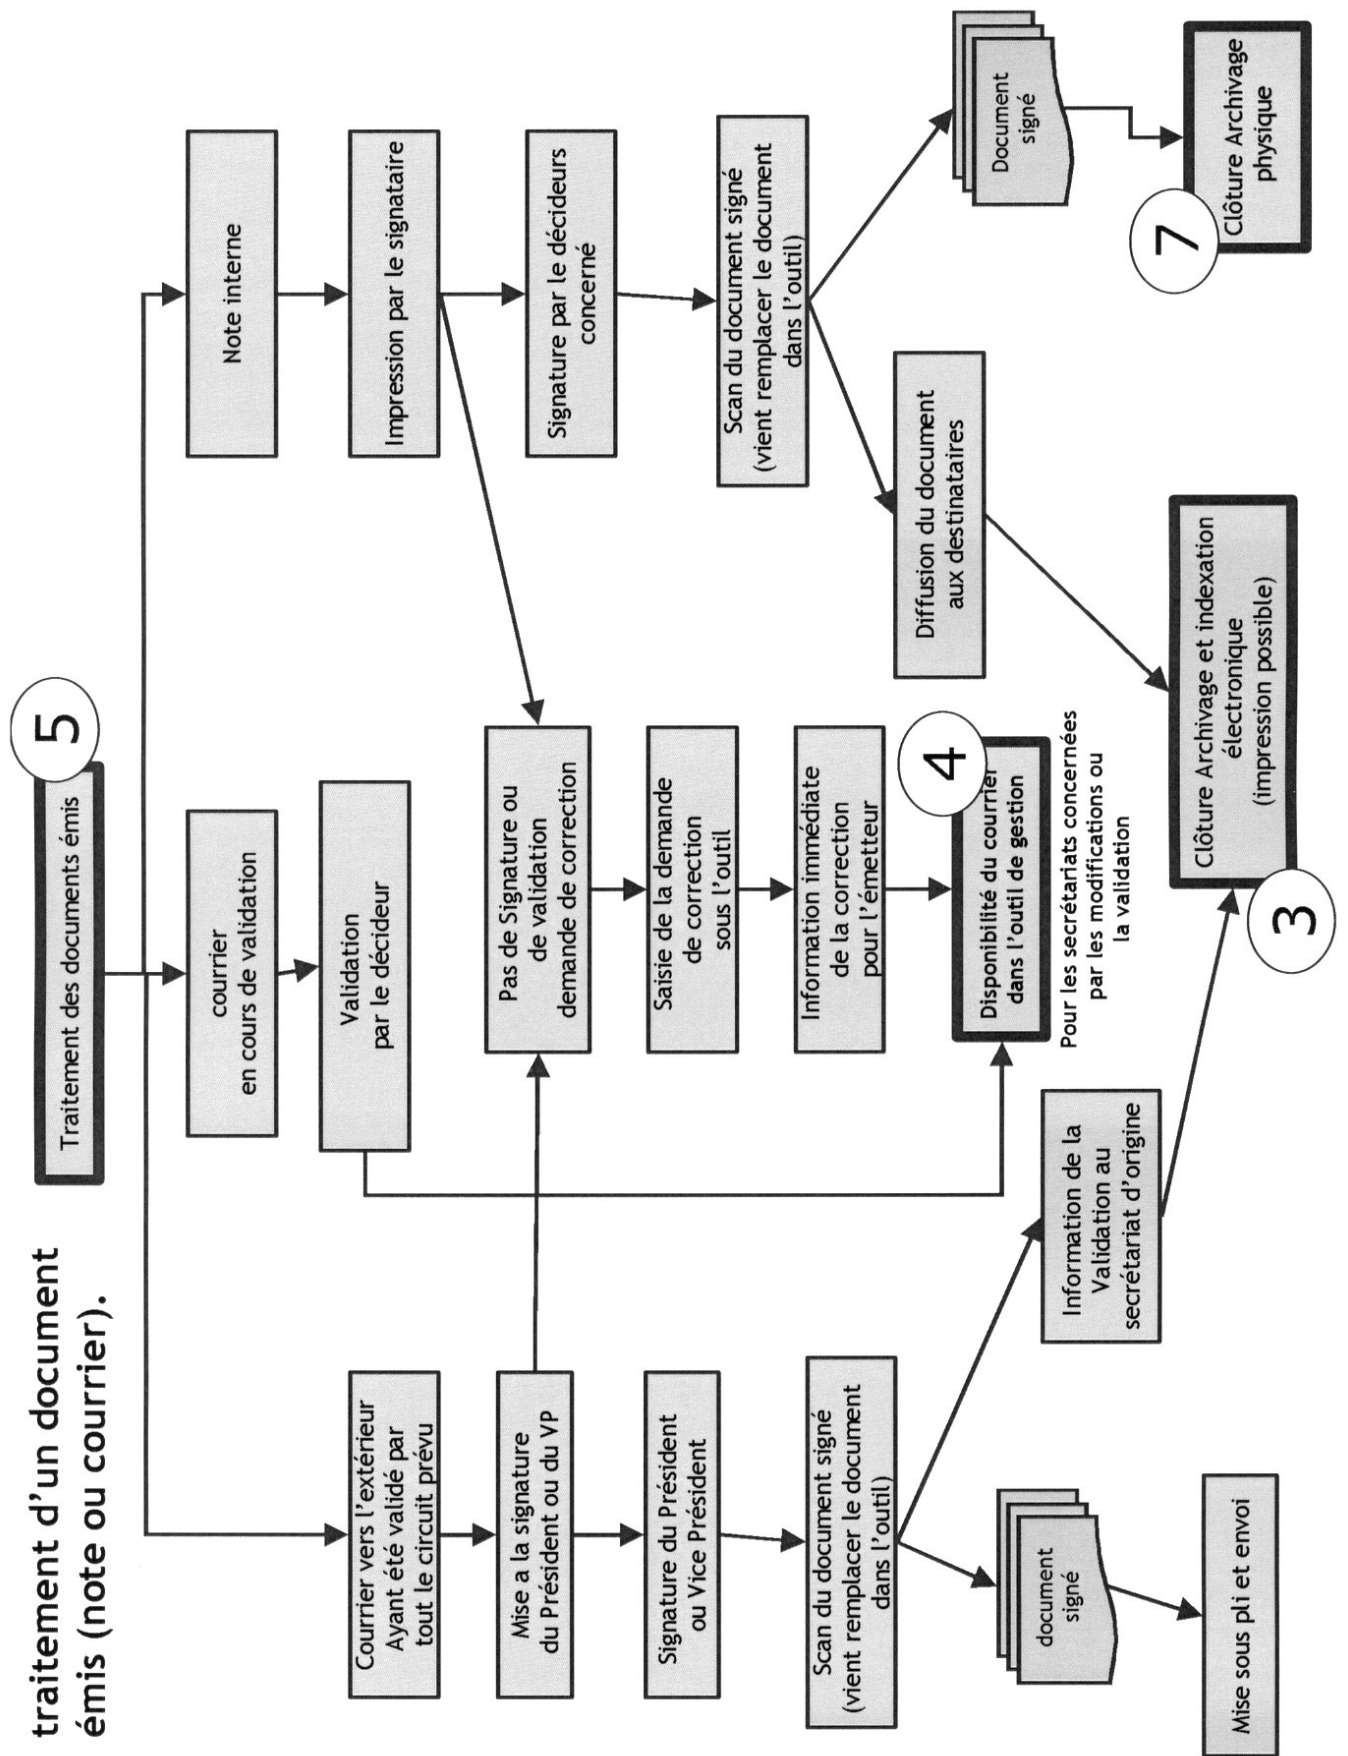 traitement d'un document
émis (note ou courrier).
Traitement des documents émis
5
Courrier vers l'extérieur
Ayant été validé par
tout le circuit prévu
Mise a la signature
du Président ou du VP
Signature du Président
ou Vice Président
Scan du document signé
(vient remplacer le document
dans l'outil)
document
signé
Mise sous pli et envoi
Information de la
Validation au
secrétariat d'origine
courrier
en cours de validation
Validation
par le décideur
Pas de Signature ou
de validation
demande de correction
Saisie de la demande
de correction
sous l'outil
Information immédiate
de la correction
pour l'émetteur
Disponibilité du courrier
dans l'outil de gestion
4
Pour les secrétariats concernées
par les modifications ou
la validation
Note interne
Impression par le signataire
Signature par le décideurs
concerné
Scan du document signé
(vient remplacer le document
dans l'outil)
Diffusion du document
aux destinataires
Clôture Archivage et indexation
électronique
(impression possible)
3
Document
signé
7
Clôture Archivage
physique